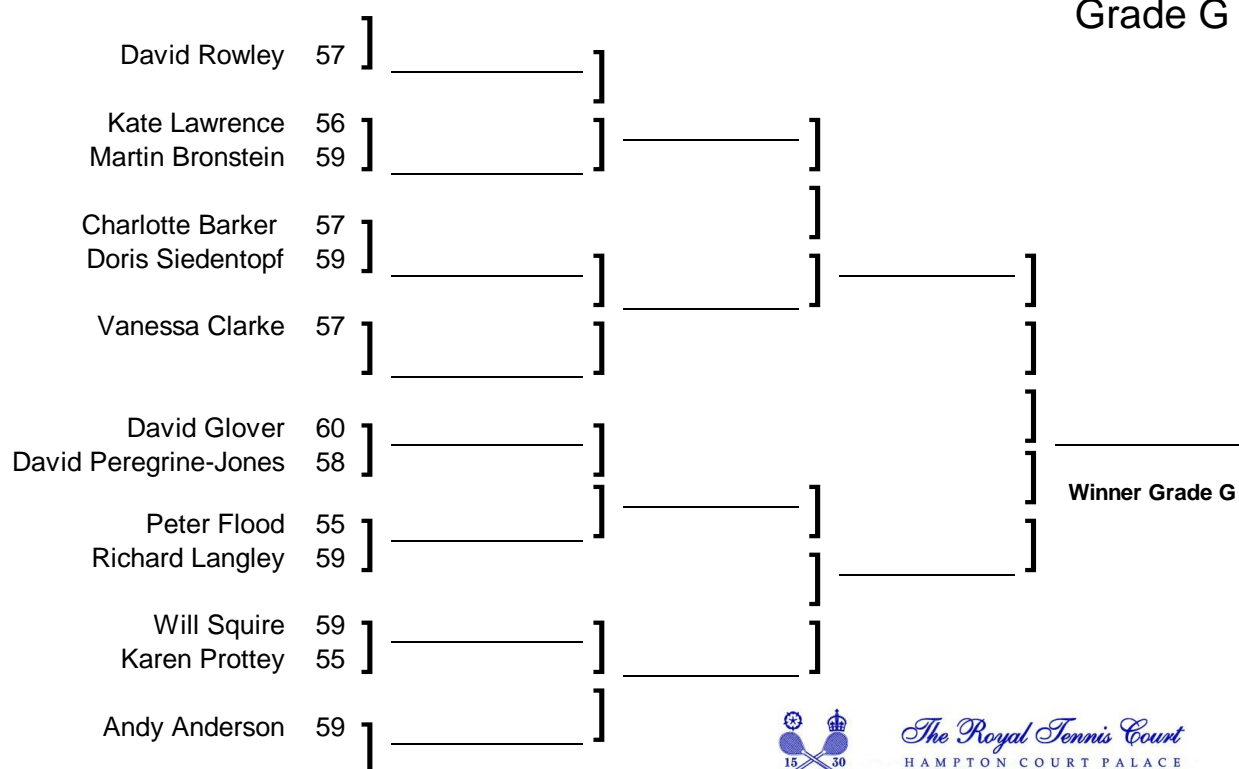 Grade G
David Rowley 57
Kate Lawrence 56
Martin Bronstein 59
Charlotte Barker 57
Doris Siedentopf 59
Vanessa Clarke 57
David Glover 60
David Peregrine-Jones 58
Winner Grade G
Peter Flood 55
Richard Langley 59
Will Squire 59
Karen Prottey 55
Andy Anderson 59
The Royal Tennis Court
15 30 HAMPTON COURT PALACE